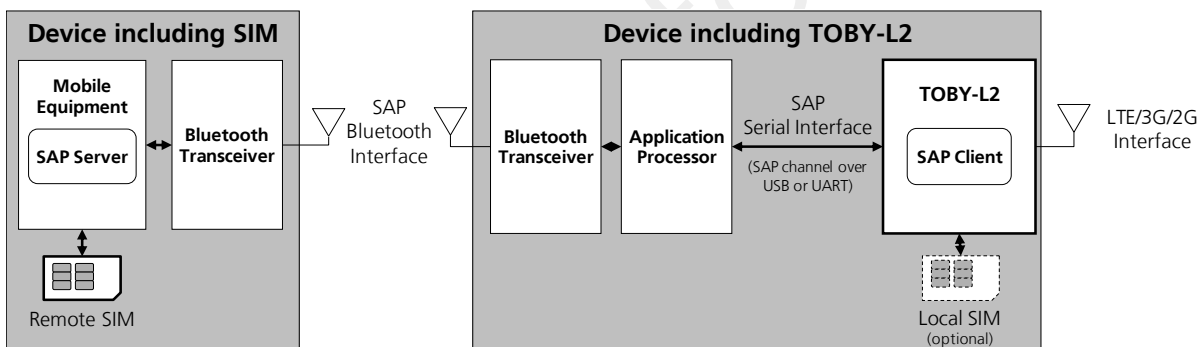 Device including SIM
Mobile
Equipment
SAP Server
Bluetooth
Transceiver
Remote SIM
SAP
Bluetooth
Interface
Device including TOBY-L2
Bluetooth
Transceiver
Application
Processor
SAP
Serial Interface
(SAP channel over
USB or UART)
TOBY-L2
SAP Client
Local SIM
(optional)
LTE/3G/2G
Interface